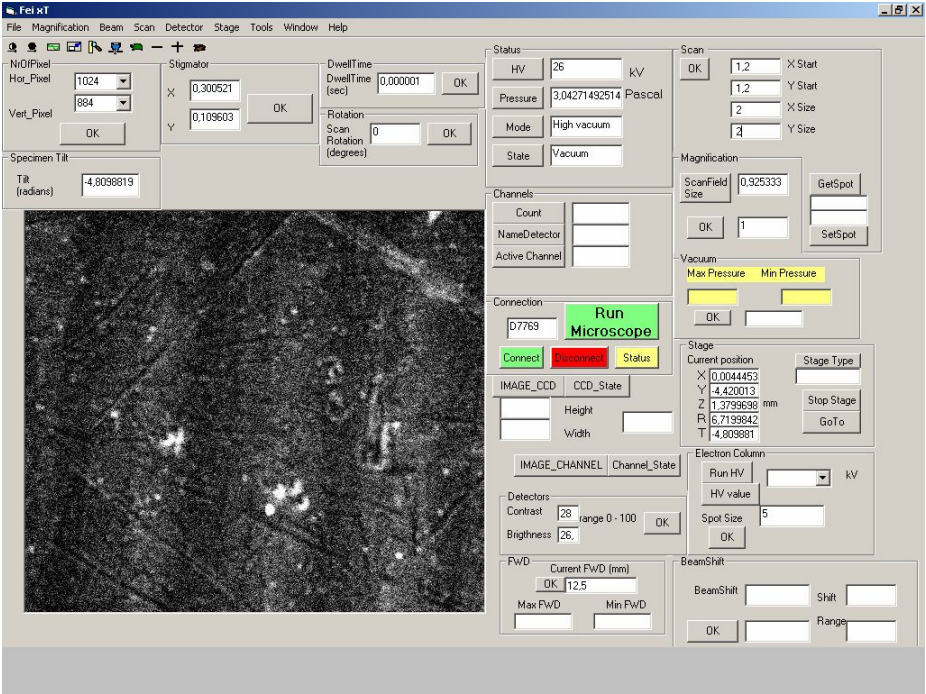 Fei xT
File Magnification Beam Scan Detector Stage Tools Window Help
NrOfPixel
Hor_Pixel 1024
884
Vert_Pixel
OK
Stigmator
X 0,300521
Y 0,109603
OK
DwellTime
DwellTime (sec) 0,000001 OK
Rotation
Scan Rotation (degrees) 0 OK
Specimen Tilt
Tilt (radians) -4,8098819
Status
HV 26 kV
Pressure 3,04271492514 Pascal
Mode High vacuum
State Vacuum
Channels
Count
NameDetector
Active Channel
Connection
D7769 Run Microscope
Connect Disconnect Status
IMAGE_CCD CCD_State
Height
Width
IMAGE_CHANNEL Channel_State
Detectors
Contrast 28 range 0 - 100 OK
Brigthness 26,
FWD
Current FWD (mm)
OK 12,5
Max FWD Min FWD
Scan
OK 1,2 X Start
1,2 Y Start
2 X Size
2 Y Size
Magnification
ScanField Size 0,925333
OK 1
GetSpot
SetSpot
Vacuum
Max Pressure Min Pressure
OK
Stage
Current position
X 0,0044453
Y -4,420013
Z 1,3799698 mm
R 6,7199842
T -4,809881
Stage Type
Stop Stage
GoTo
Electron Column
Run HV kV
HV value
Spot Size 5
OK
BeamShift
BeamShift Shift
OK Range